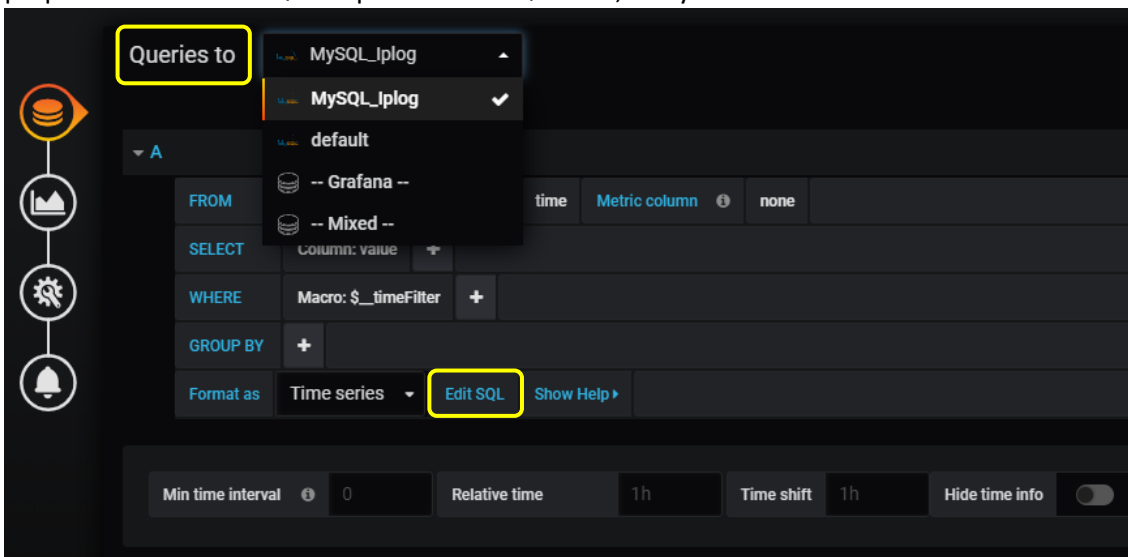 Queries to MySQL_Iplog
MySQL_Iplog
default
A
-- Grafana --
FROM time Metric column none
-- Mixed --
SELECT Column: value +
WHERE Macro: $__timeFilter +
GROUP BY +
Format as Time series Edit SQL Show Help
Min time interval 0 Relative time 1h Time shift 1h Hide time info